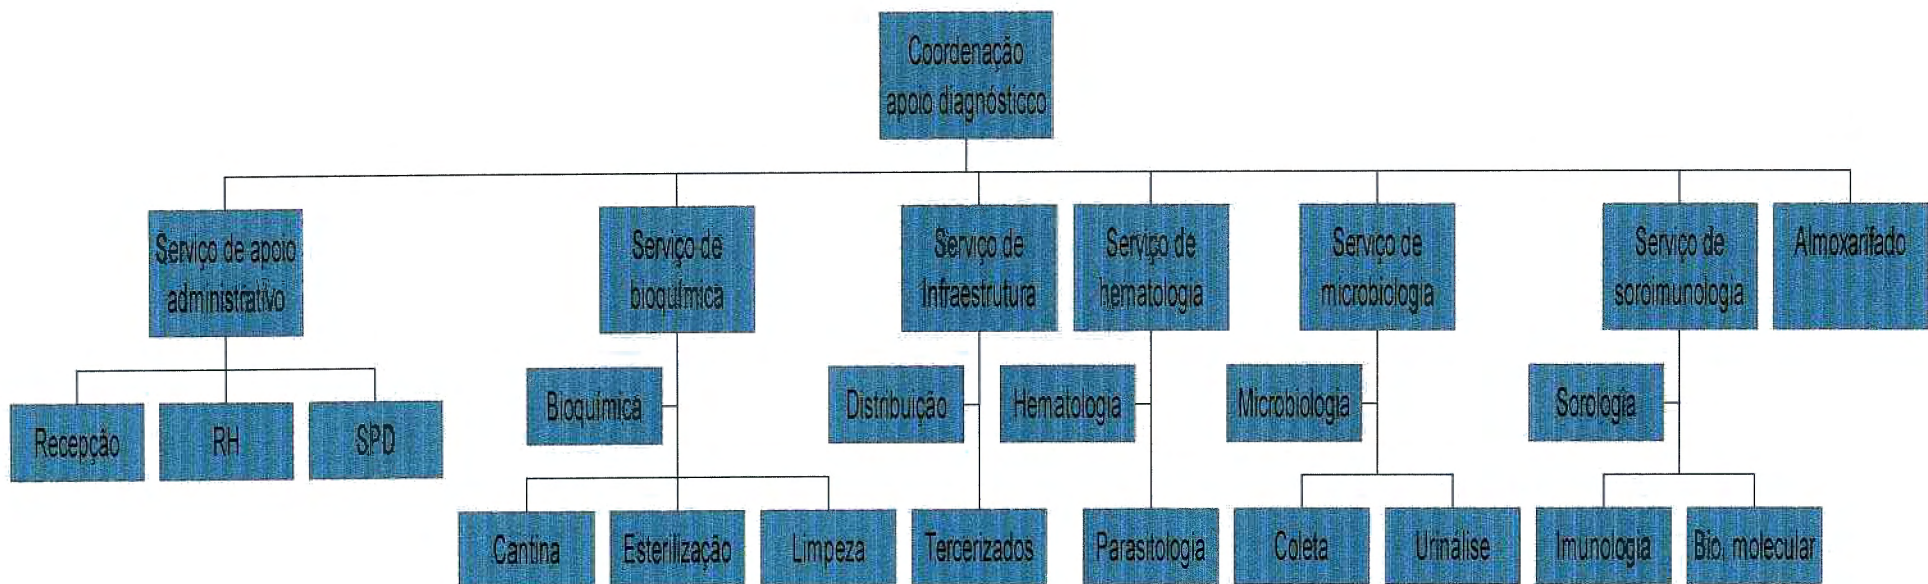 Coordenação
apoio diagnósticco
Serviço de apoio
administrativo
Serviço de
bioquímica
Serviço de
Infraestrutura
Serviço de
hematologia
Serviço de
microbiologia
Serviço de
soroimunologia
Almoxarifado
Bioquímica
Distribuição
Hematologia
Microbiologia
Sorologia
Recepção
RH
SPD
Cantina
Esterilização
Limpeza
Tercerizados
Parasitologia
Coleta
Urinálise
Imunologia
Bio, molecular